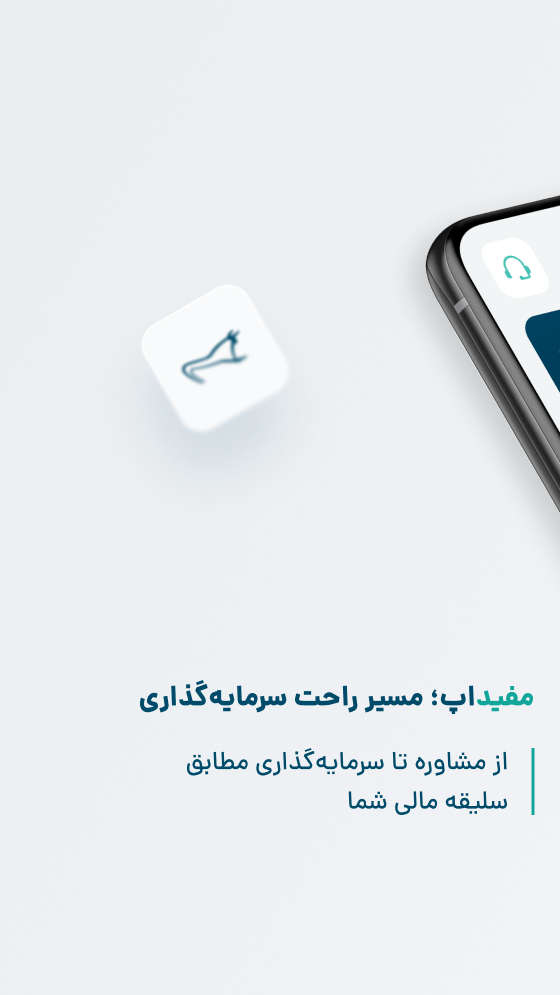 مفیداپ؛ مسیر راحت سرمایه‌گذاری
از مشاوره تا سرمایه‌گذاری مطابق
سلیقه مالی شما